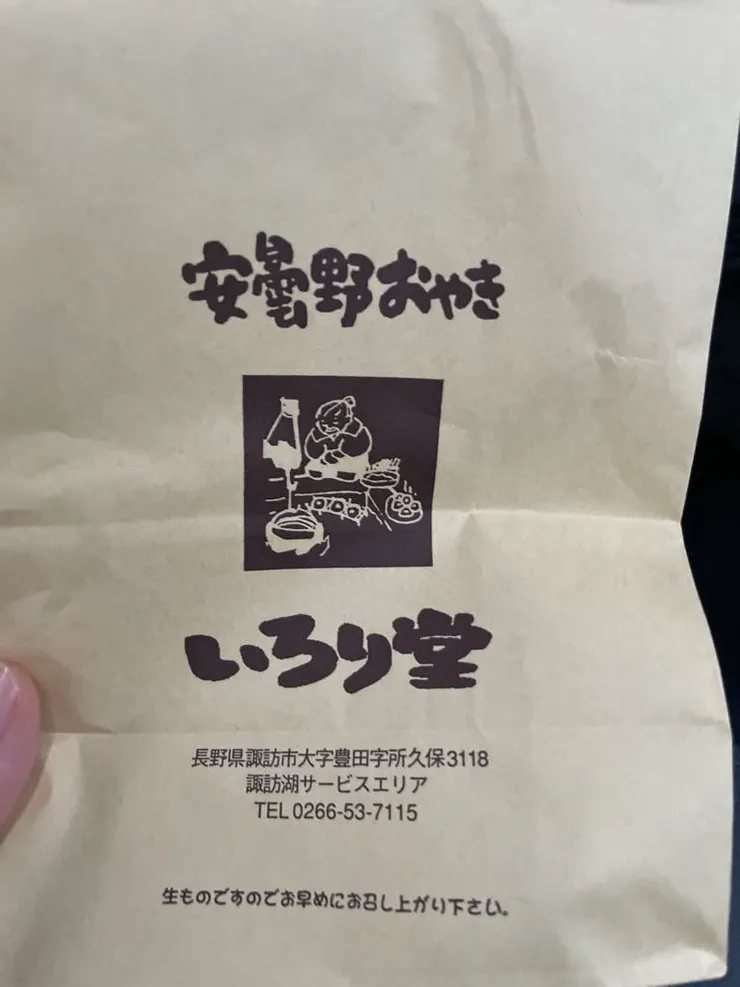 安曇野おやき
いろり堂
長野県諏訪市大字豊田字所久保3118
諏訪湖サービスエリア
TEL 0266-53-7115
生ものですのでお早めにお召し上がり下さい。